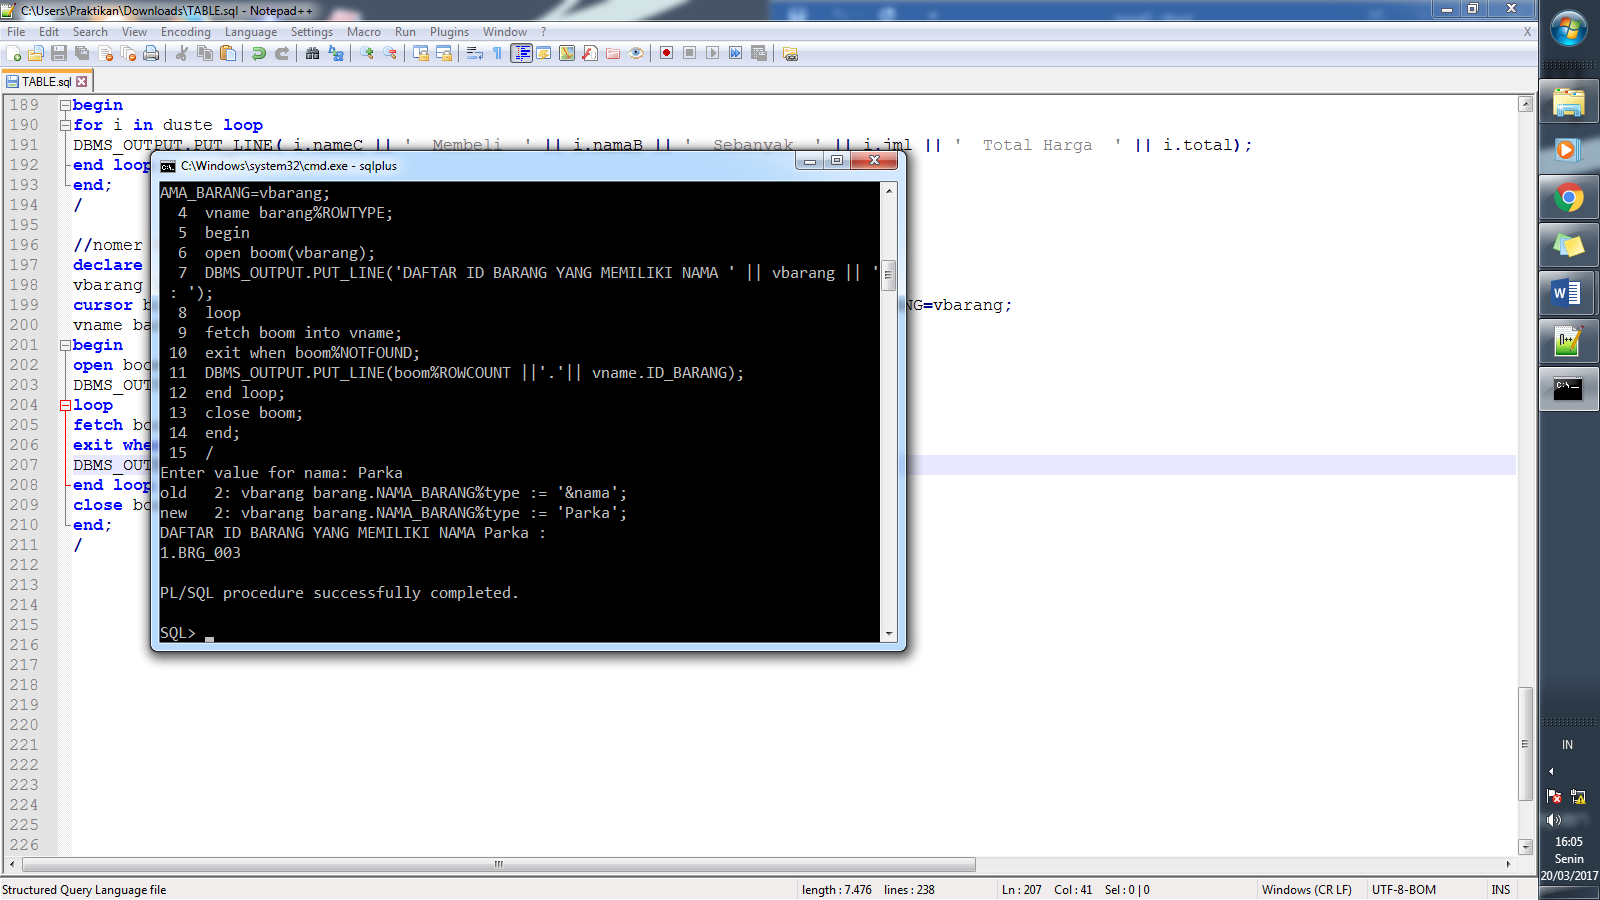 C:\Users\Praktikan\Downloads\TABLE.sql - Notepad++
File Edit Search View Encoding Language Settings Macro Run Plugins Window ? X
TABLE.sql
189 begin
190 for i in duste loop
191 DBMS_OUTPUT.PUT_LINE( i.nameC || ' Membeli ' || i.namaB || ' Sebanyak ' || i.jml || ' Total Harga ' || i.total);
192 end loop
193 end;
194 /
195
196 //nomer
197 declare
198 vbarang
199 cursor b NG=vbarang;
200 vname ba
201 begin
202 open boo
203 DBMS_OUT
204 loop
205 fetch bo
206 exit whe
207 DBMS_OUT
208 end loop
209 close bo
210 end;
211 /
212
213
214
215
216
217
218
219
220
221
222
223
224
225
226
C:\Windows\system32\cmd.exe - sqlplus
AMA_BARANG=vbarang;
4 vname barang%ROWTYPE;
5 begin
6 open boom(vbarang);
7 DBMS_OUTPUT.PUT_LINE('DAFTAR ID BARANG YANG MEMILIKI NAMA ' || vbarang || '
: ');
8 loop
9 fetch boom into vname;
10 exit when boom%NOTFOUND;
11 DBMS_OUTPUT.PUT_LINE(boom%ROWCOUNT ||'.'|| vname.ID_BARANG);
12 end loop;
13 close boom;
14 end;
15 /
Enter value for nama: Parka
old 2: vbarang barang.NAMA_BARANG%type := '&nama';
new 2: vbarang barang.NAMA_BARANG%type := 'Parka';
DAFTAR ID BARANG YANG MEMILIKI NAMA Parka :
1.BRG_003
PL/SQL procedure successfully completed.
SQL> _
Structured Query Language file length : 7.476 lines : 238 Ln : 207 Col : 41 Sel : 0 | 0 Windows (CR LF) UTF-8-BOM INS
IN
16:05
Senin
20/03/2017